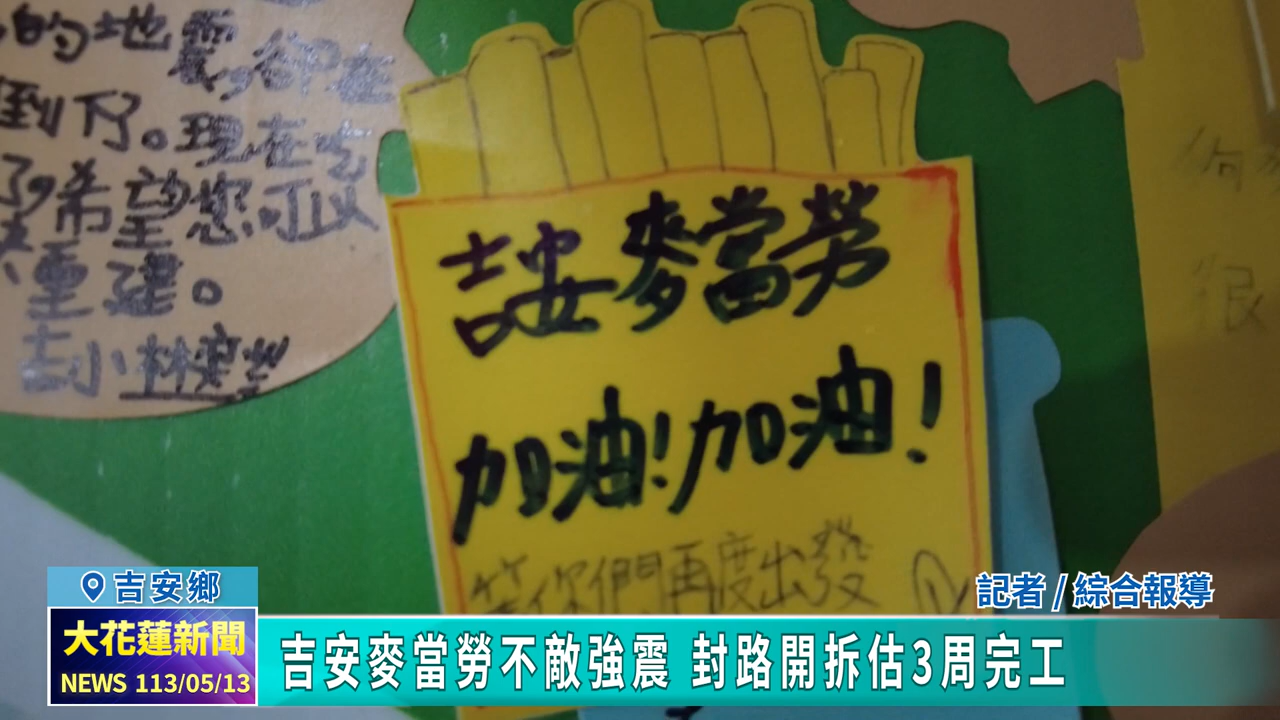 的地震,卻在
倒下了。現在
希望您可以
重建。
吉安麥當勞
加油!加油!
等你們再度出發
很
吉安鄉
記者/綜合報導
大花蓮新聞
NEWS 113/05/13
吉安麥當勞不敵強震 封路開拆估3周完工